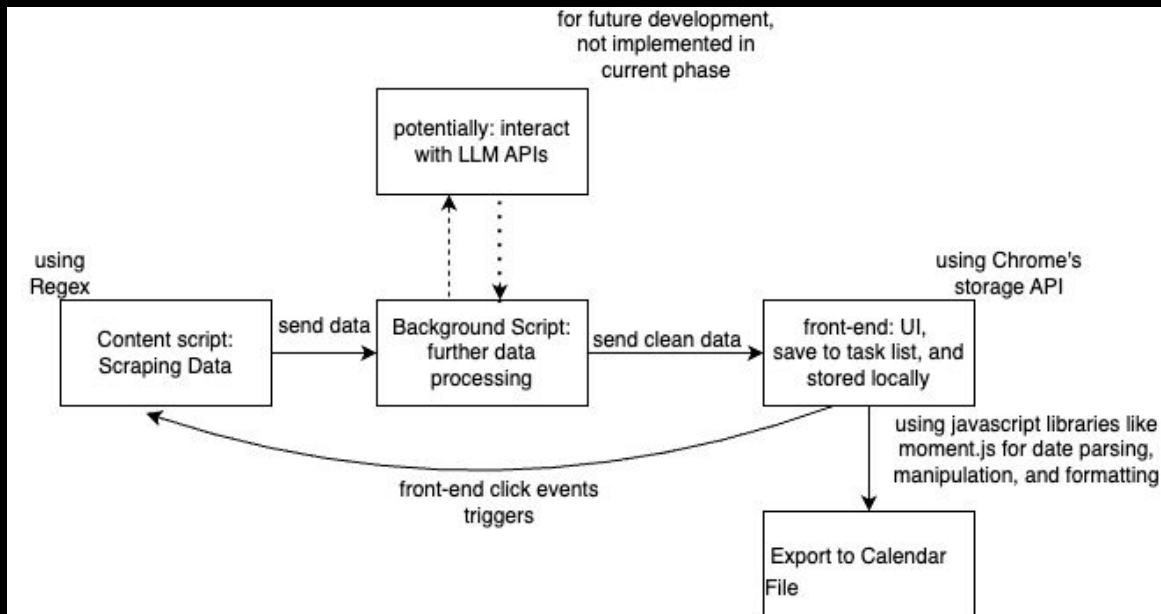 for future development,
not implemented in
current phase
potentially: interact
with LLM APIs
using
Regex
using Chrome's
storage API
Content script:
Scraping Data
send data
Background Script:
further data
processing
send clean data
front-end: UI,
save to task list, and
stored locally
using javascript libraries like
moment.js for date parsing,
manipulation, and formatting
front-end click events
triggers
Export to Calendar
File